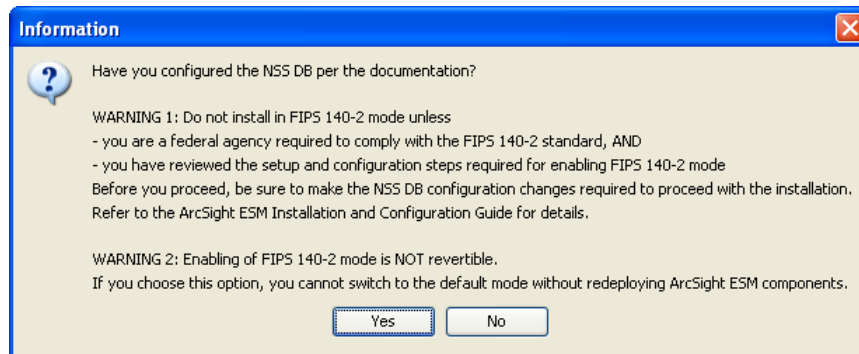 Information
Have you configured the NSS DB per the documentation?
WARNING 1: Do not install in FIPS 140-2 mode unless
- you are a federal agency required to comply with the FIPS 140-2 standard, AND
- you have reviewed the setup and configuration steps required for enabling FIPS 140-2 mode
Before you proceed, be sure to make the NSS DB configuration changes required to proceed with the installation.
Refer to the ArcSight ESM Installation and Configuration Guide for details.
WARNING 2: Enabling of FIPS 140-2 mode is NOT revertible.
If you choose this option, you cannot switch to the default mode without redeploying ArcSight ESM components.
Yes No